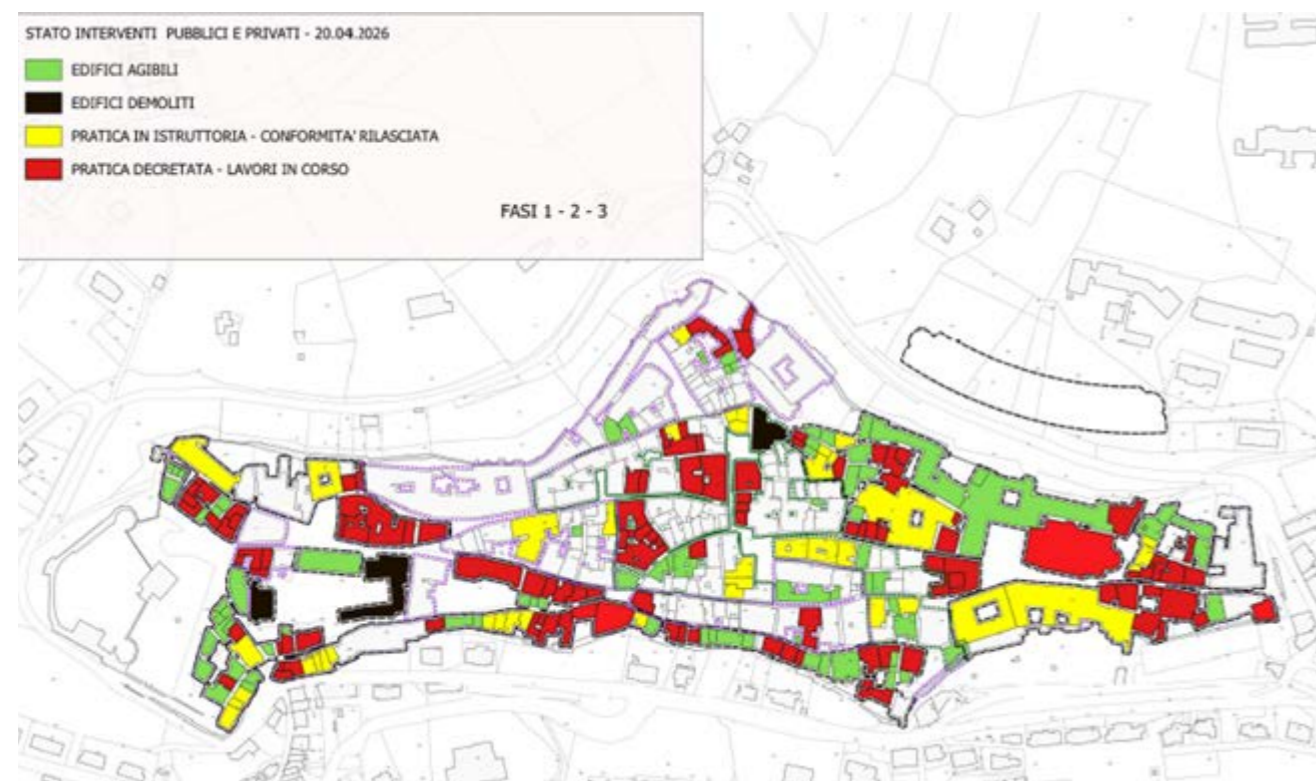 STATO INTERVENTI PUBBLICI E PRIVATI - 20.04.2026
EDIFICI AGIBILI
EDIFICI DEMOLITI
PRATICA IN ISTRUTTORIA - CONFORMITA' RILASCIATA
PRATICA DECRETATA - LAVORI IN CORSO
FASI 1 - 2 - 3